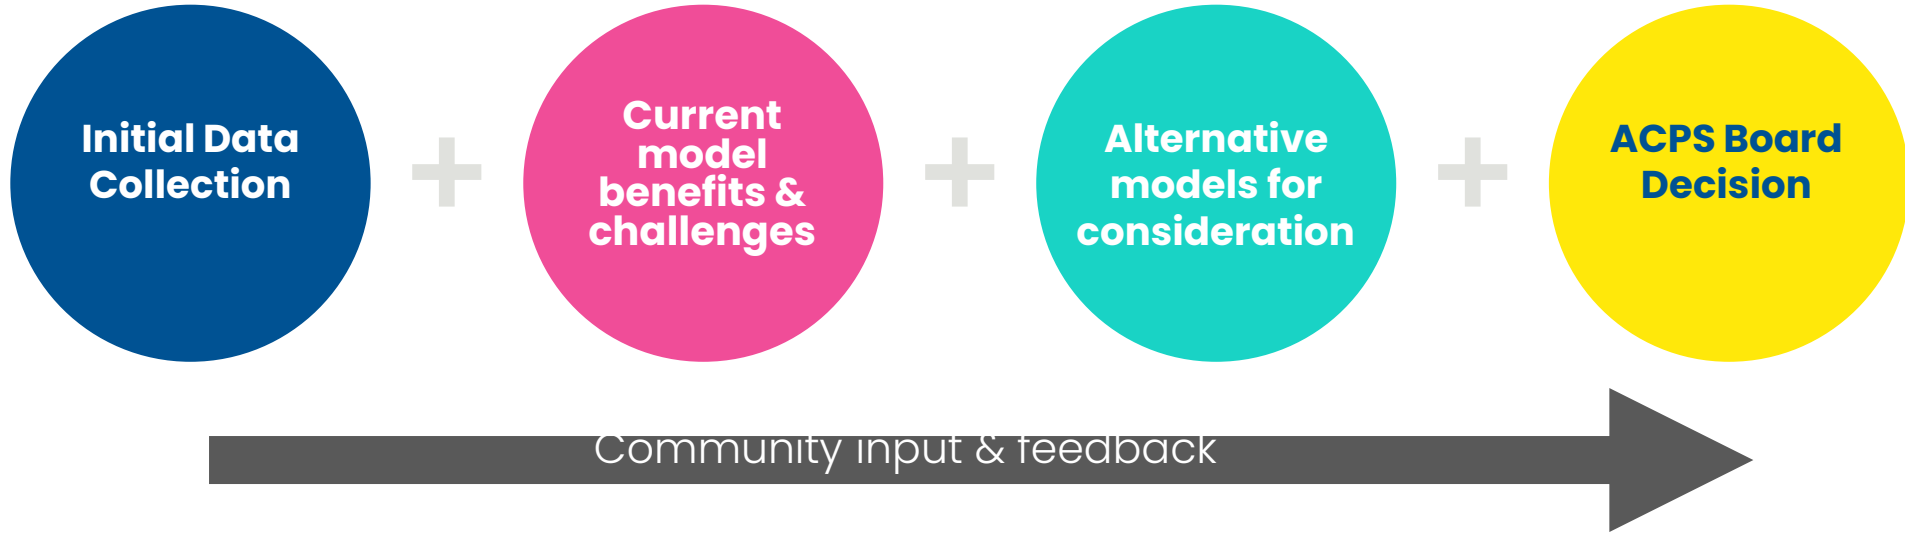 Initial Data
Collection
Current
model
benefits &
challenges
Alternative
models for
consideration
ACPS Board
Decision
Community input & feedback